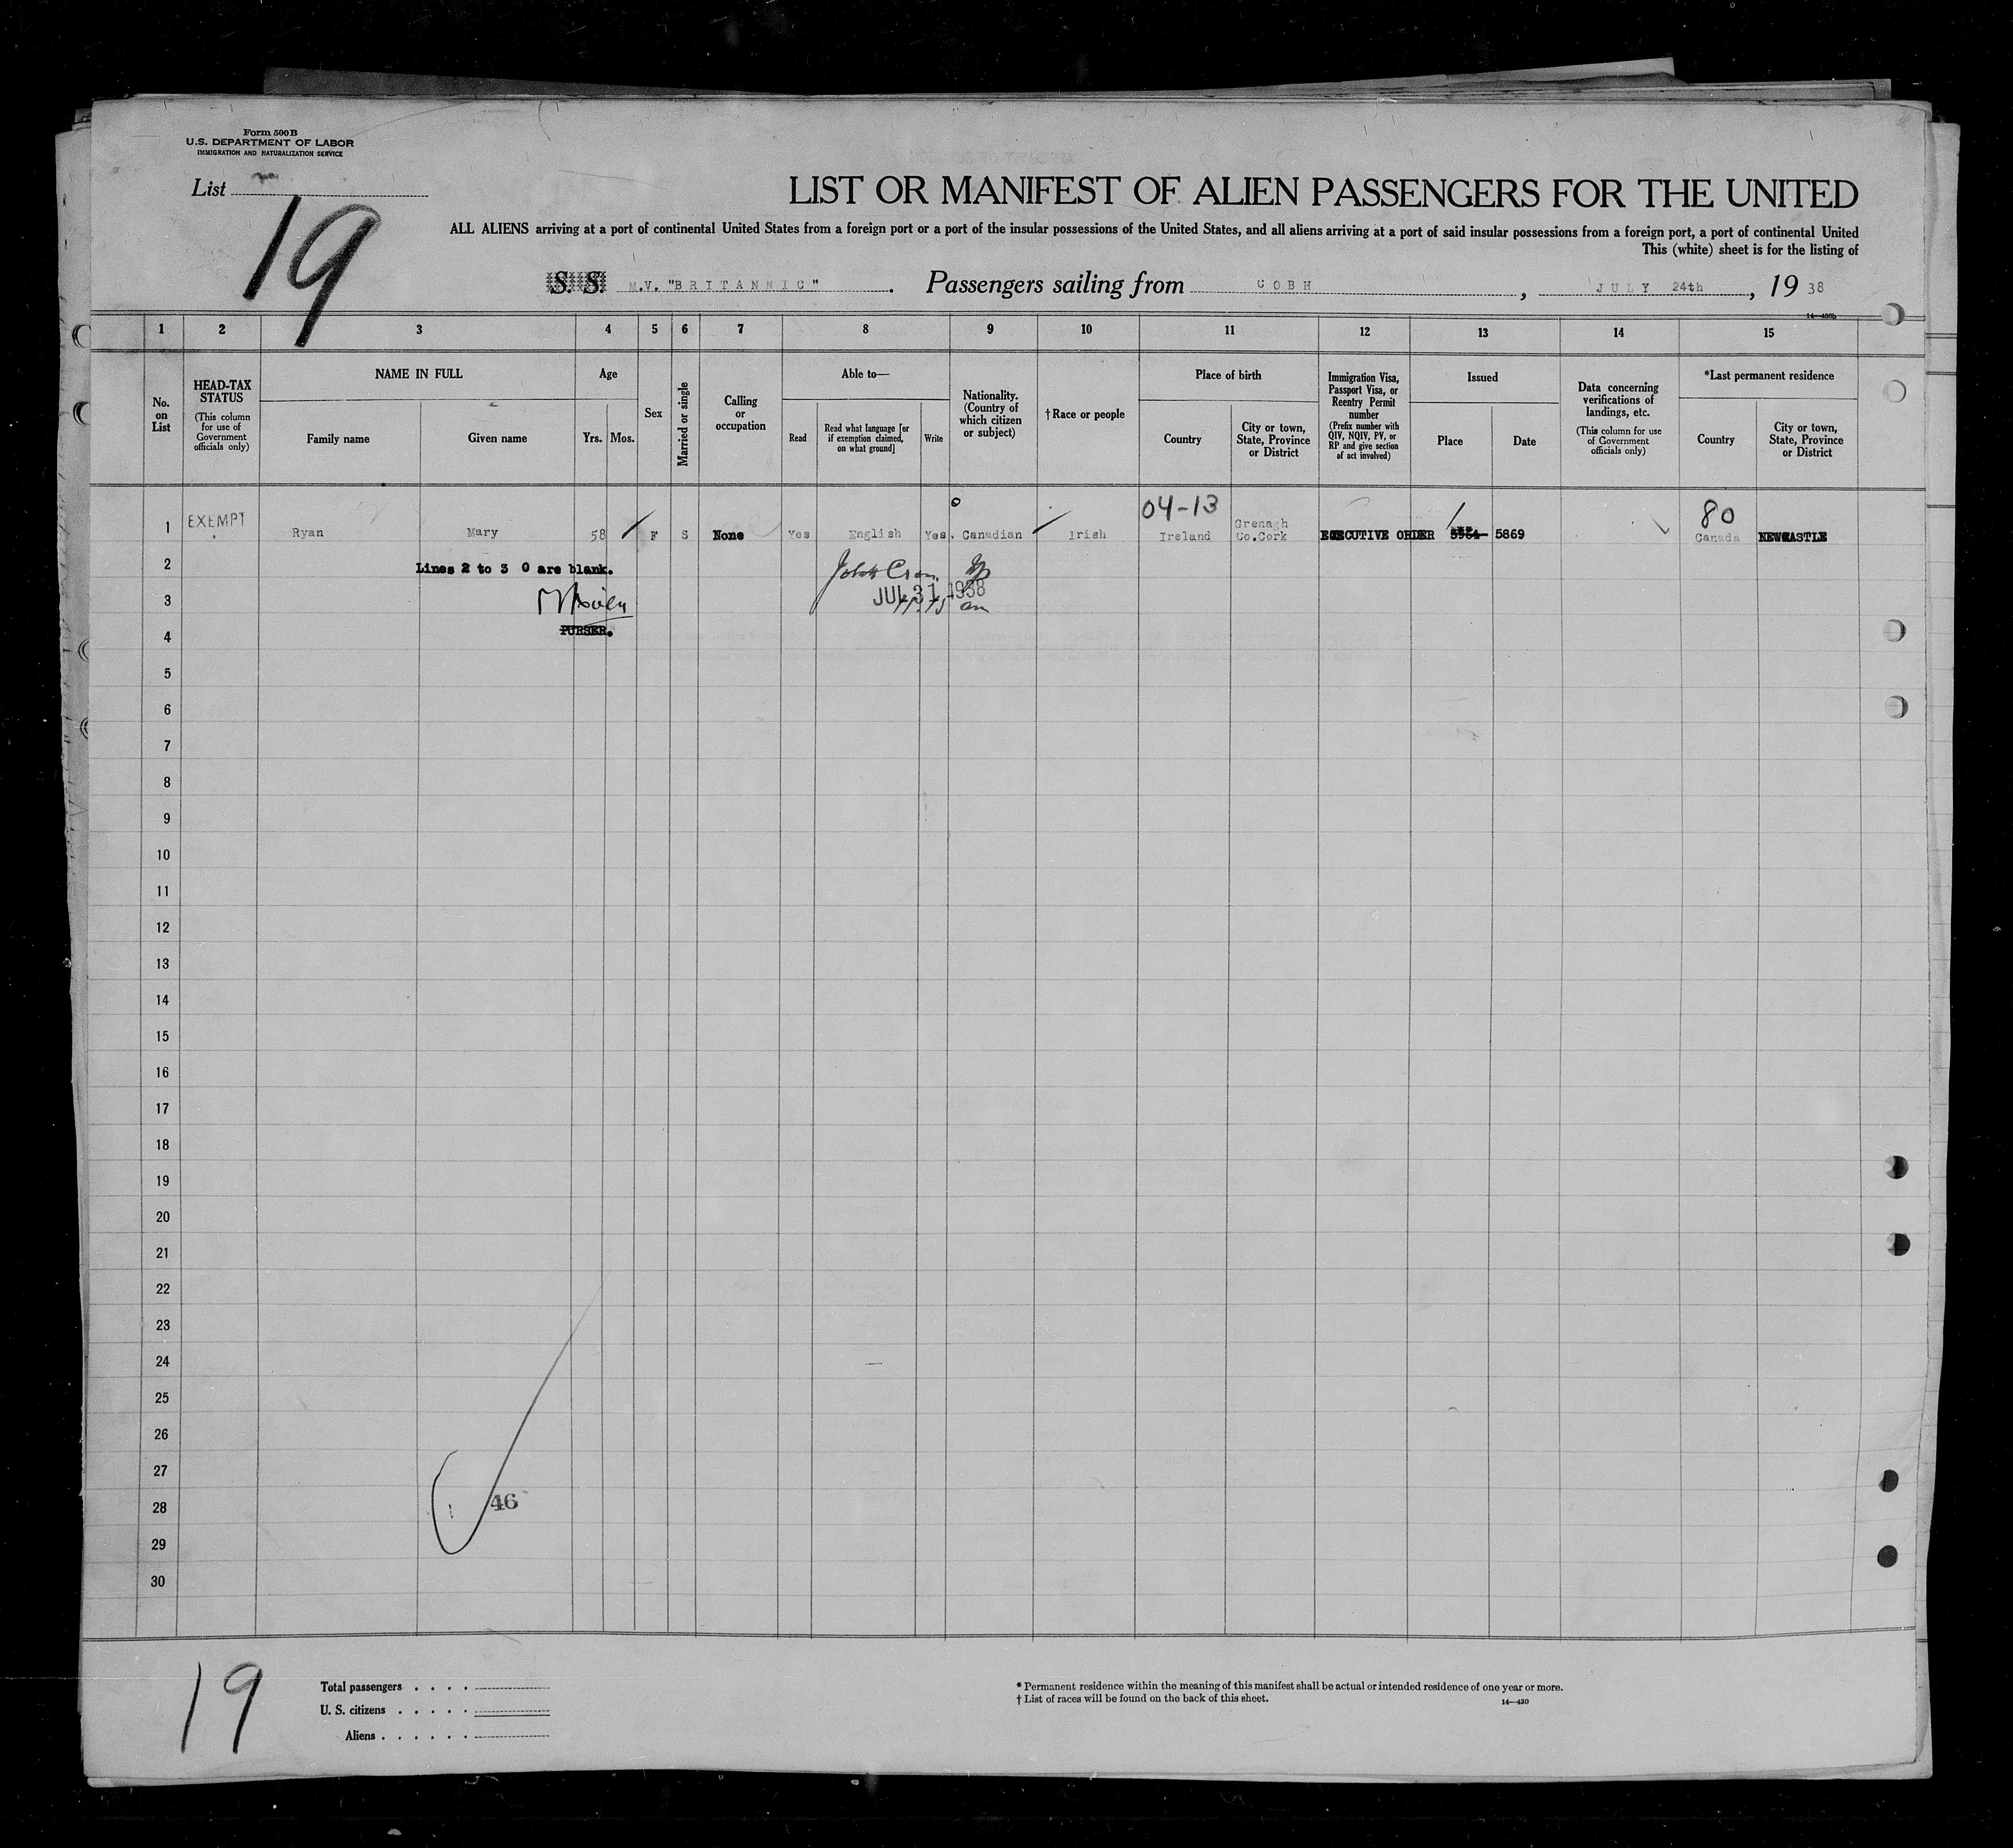 Form 500 B
U.S. DEPARTMENT OF LABOR
IMMIGRATION AND NATURALIZATION SERVICE
List
19
LIST OR MANIFEST OF ALIEN PASSENGERS FOR THE UNITED
ALL ALIENS arriving at a port of continental United States from a foreign port or a port of the insular possessions of the United States, and all aliens arriving at a port of said insular possessions from a foreign port, a port of continental United
This (white) sheet is for the listing of
S. S. M.V. "BRITANNIC". Passengers sailing from COBH, JULY 24th, 19 38
14—430b
1 2 3 4 5 6 7 8 9 10 11 12 13 14 15
No. on List
HEAD-TAX STATUS
(This column for use of Government officials only)
NAME IN FULL
Family name
Given name
Age
Yrs.
Mos.
Sex
Married or single
Calling or occupation
Able to—
Read
Read what language [or if exemption claimed, on what ground]
Write
Nationality. (Country of which citizen or subject)
†Race or people
Place of birth
Country
City or town, State, Province or District
Immigration Visa, Passport Visa, or Reentry Permit number
(Prefix number with QIV, NQIV, PV, or RP and give section of act involved)
Issued
Place
Date
Data concerning verifications of landings, etc.
(This column for use of Government officials only)
*Last permanent residence
Country
City or town, State, Province or District
04-13
80
1 EXEMPT Ryan Mary 58 F S None Yes English Yes. Canadian Irish Ireland Grenagh Co.Cork EXECUTIVE ORDER 5869 Canada NEWCASTLE
2 Lines 2 to 30 are blank.
3 JUL 31 1938
4 PURSER.
5
6
7
8
9
10
11
12
13
14
15
16
17
18
19
20
21
22
23
24
25
26
27
28 46
29
30
19
Total passengers . . . .
U. S. citizens . . . . .
Aliens . . . . . .
* Permanent residence within the meaning of this manifest shall be actual or intended residence of one year or more.
† List of races will be found on the back of this sheet. 14—430